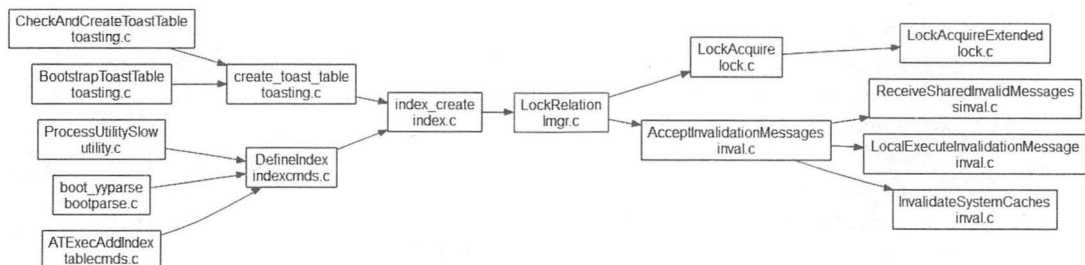 CheckAndCreateToastTable
toasting.c
BootstrapToastTable
toasting.c
ProcessUtilitySlow
utility.c
boot_yyparse
bootparse.c
ATExecAddIndex
tablecmds.c
create_toast_table
toasting.c
DefineIndex
indexcmds.c
index_create
index.c
LockRelation
lmgr.c
LockAcquire
lock.c
AcceptInvalidationMessages
inval.c
LockAcquireExtended
lock.c
ReceiveSharedInvalidMessages
sinval.c
LocalExecuteInvalidationMessage
inval.c
InvalidateSystemCaches
inval.c